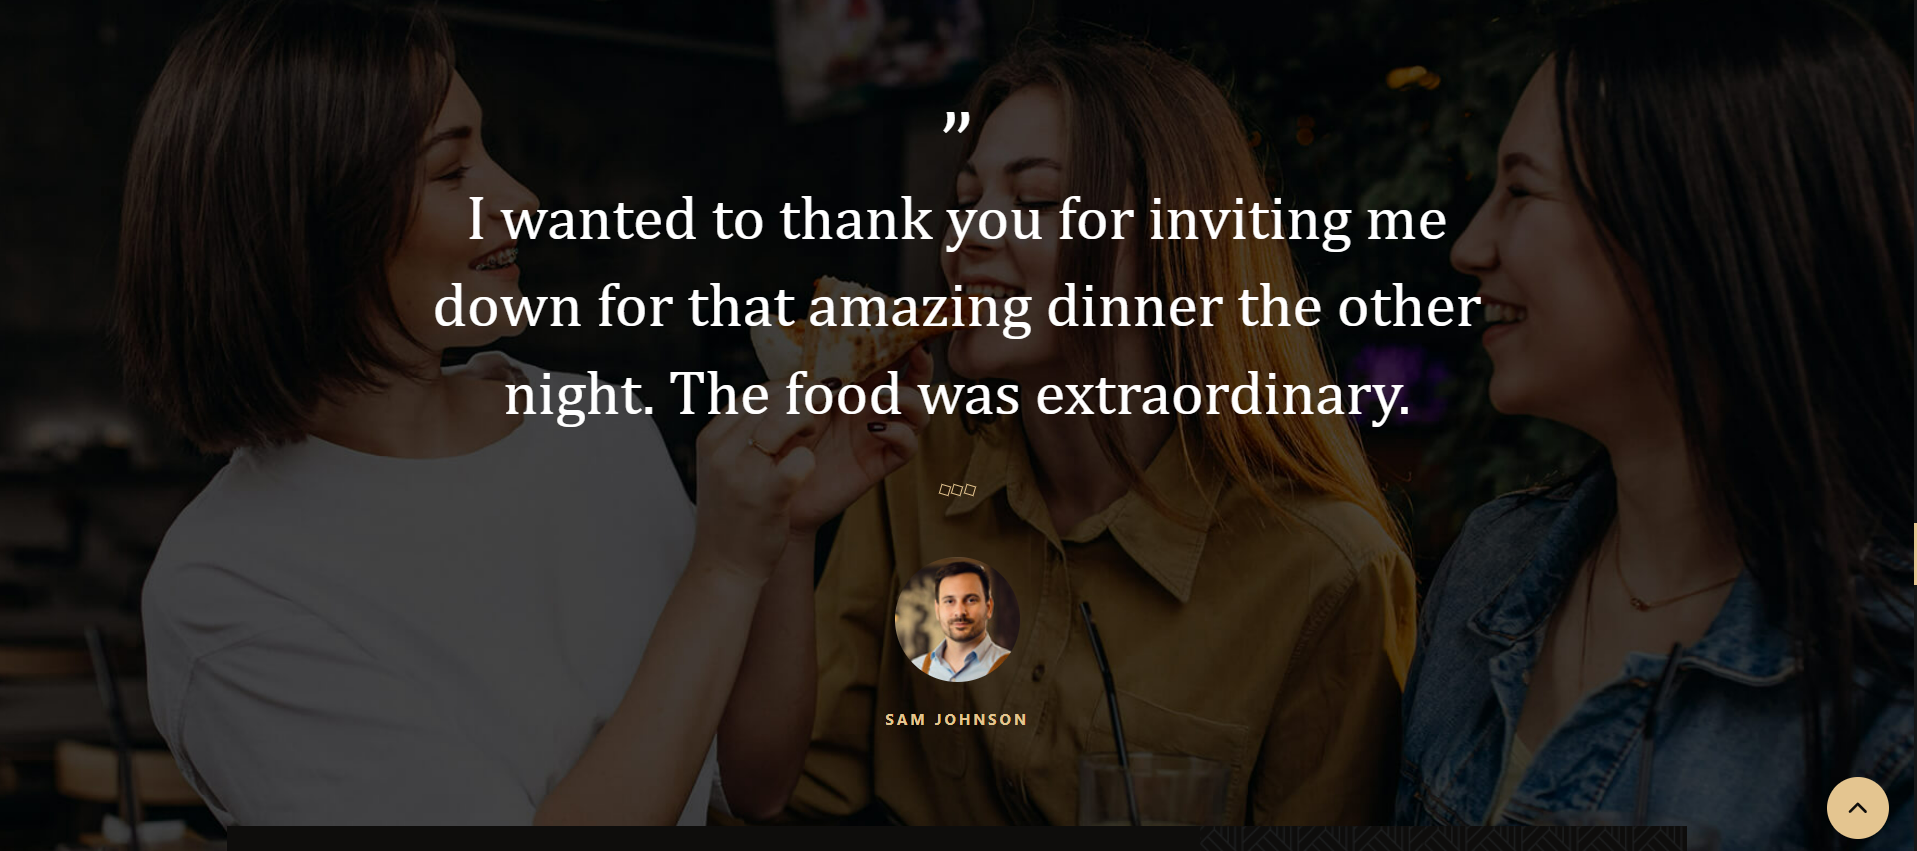 ”
I wanted to thank you for inviting me
down for that amazing dinner the other
night. The food was extraordinary.
SAM JOHNSON